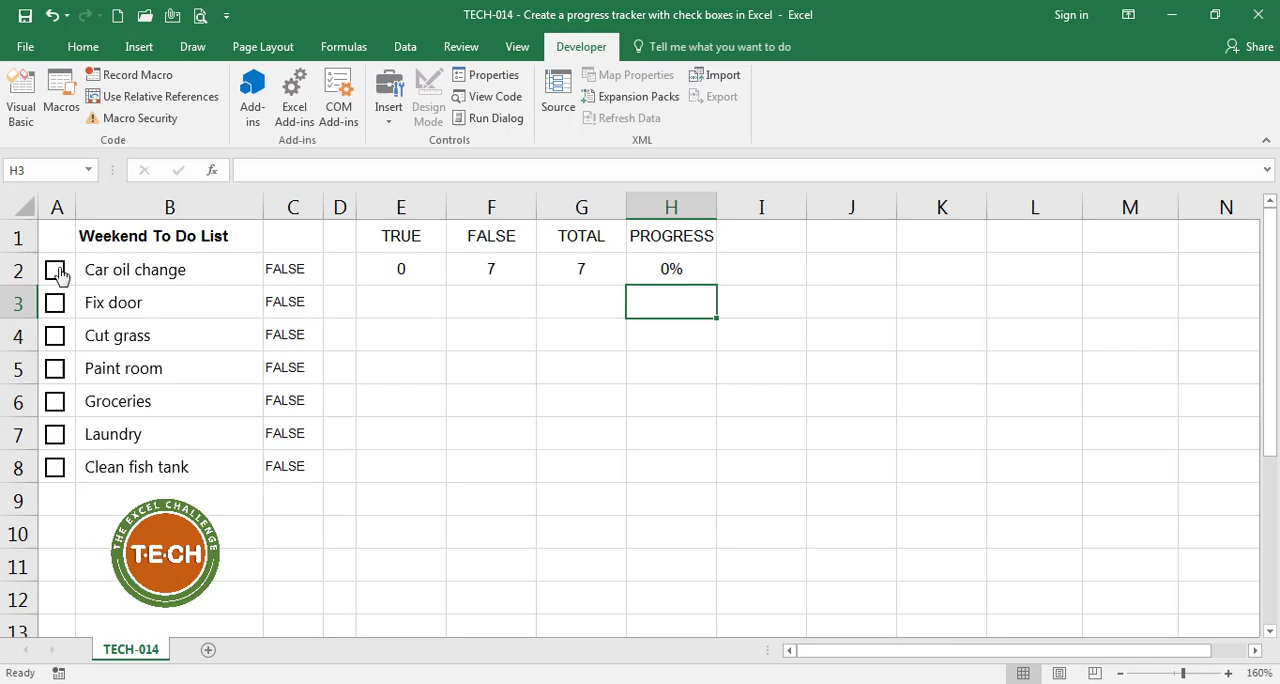 TECH-014 - Create a progress tracker with check boxes in Excel - Excel
Sign in
File Home Insert Draw Page Layout Formulas Data Review View Developer Tell me what you want to do Share
Visual Basic
Macros
Record Macro
Use Relative References
Macro Security
Code
Add-ins
Excel Add-ins
COM Add-ins
Add-ins
Insert
Design Mode
Properties
View Code
Run Dialog
Controls
Source
Map Properties
Expansion Packs
Refresh Data
Import
Export
XML
H3 fx
A B C D E F G H I J K L M N
1 Weekend To Do List TRUE FALSE TOTAL PROGRESS
2 Car oil change FALSE 0 7 7 0%
3 Fix door FALSE
4 Cut grass FALSE
5 Paint room FALSE
6 Groceries FALSE
7 Laundry FALSE
8 Clean fish tank FALSE
9
10
11
12
13
THE EXCEL CHALLENGE
T·E·CH
TECH-014
Ready 160%